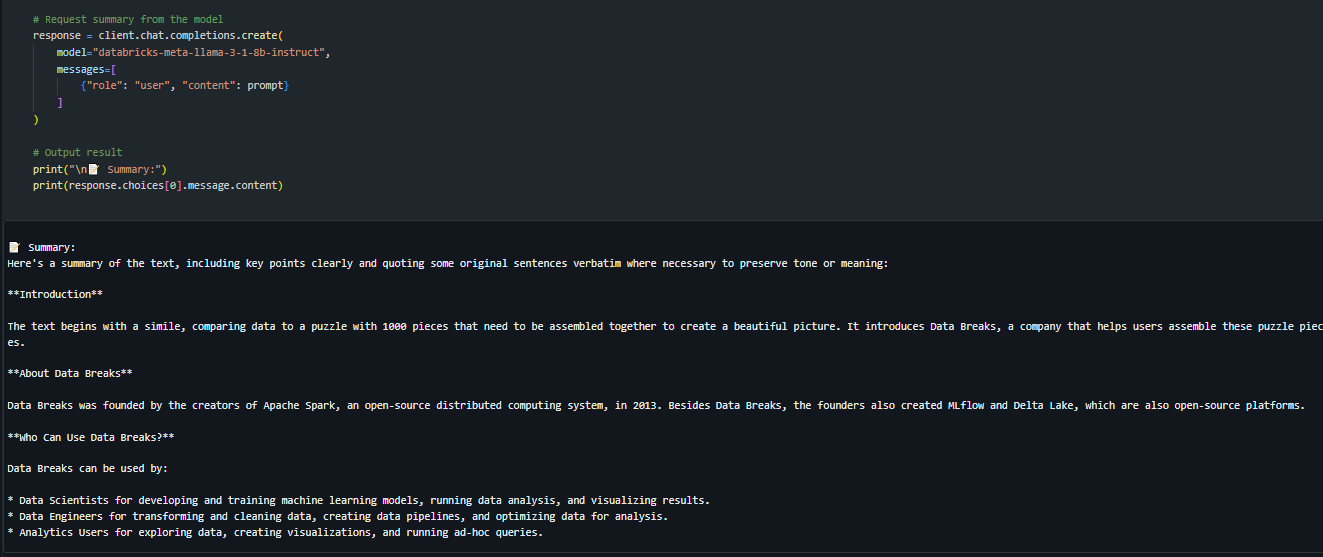 # Request summary from the model
response = client.chat.completions.create(
    model="databricks-meta-llama-3-1-8b-instruct",
    messages=[
        {"role": "user", "content": prompt}
    ]
)
# Output result
print("\n📝 Summary:")
print(response.choices[0].message.content)
📝 Summary:
Here's a summary of the text, including key points clearly and quoting some original sentences verbatim where necessary to preserve tone or meaning:
**Introduction**
The text begins with a simile, comparing data to a puzzle with 1000 pieces that need to be assembled together to create a beautiful picture. It introduces Data Breaks, a company that helps users assemble these puzzle piec
es.
**About Data Breaks**
Data Breaks was founded by the creators of Apache Spark, an open-source distributed computing system, in 2013. Besides Data Breaks, the founders also created MLflow and Delta Lake, which are also open-source platforms.
**Who Can Use Data Breaks?**
Data Breaks can be used by:
* Data Scientists for developing and training machine learning models, running data analysis, and visualizing results.
* Data Engineers for transforming and cleaning data, creating data pipelines, and optimizing data for analysis.
* Analytics Users for exploring data, creating visualizations, and running ad-hoc queries.